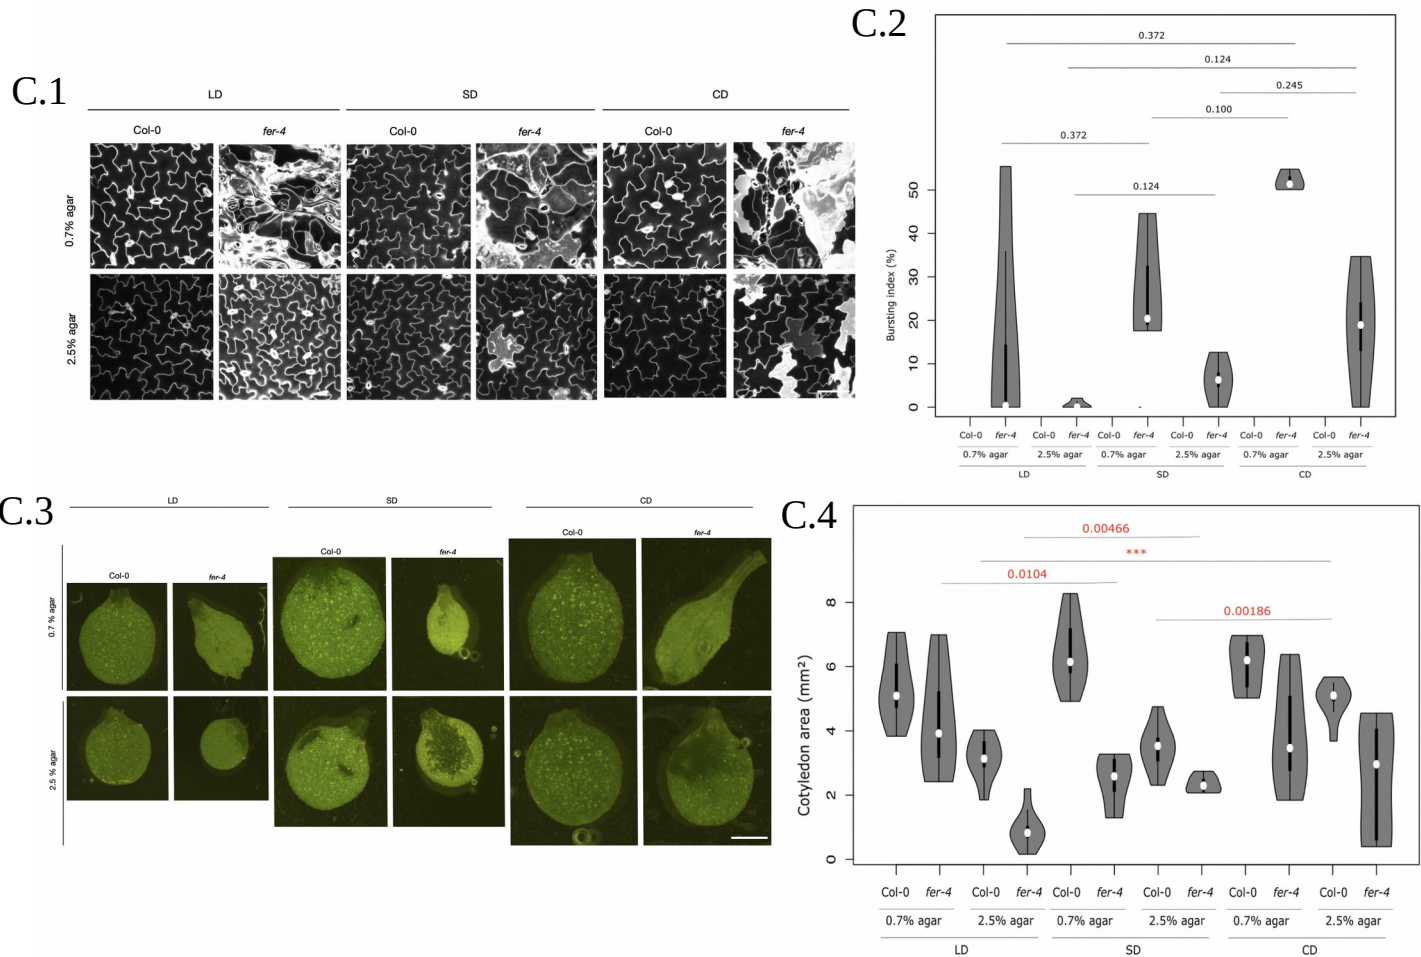 C.1
LD SD CD
Col-0 fer-4 Col-0 fer-4 Col-0 fer-4
0.7% agar
2.5% agar
C.2
0.372
0.124
0.245
0.100
0.372
0.124
Bursting index (%)
50
40
30
20
10
0
Col-0 fer-4 Col-0 fer-4 Col-0 fer-4 Col-0 fer-4 Col-0 fer-4 Col-0 fer-4
0.7% agar 2.5% agar 0.7% agar 2.5% agar 0.7% agar 2.5% agar
LD SD CD
C.3
LD SD CD
Col-0 fer-4 Col-0 fer-4 Col-0 fer-4
0.7 % agar
2.5 % agar
C.4
0.00466
***
0.0104
0.00186
Cotyledon area (mm²)
8
6
4
2
0
Col-0 fer-4 Col-0 fer-4 Col-0 fer-4 Col-0 fer-4 Col-0 fer-4 Col-0 fer-4
0.7% agar 2.5% agar 0.7% agar 2.5% agar 0.7% agar 2.5% agar
LD SD CD